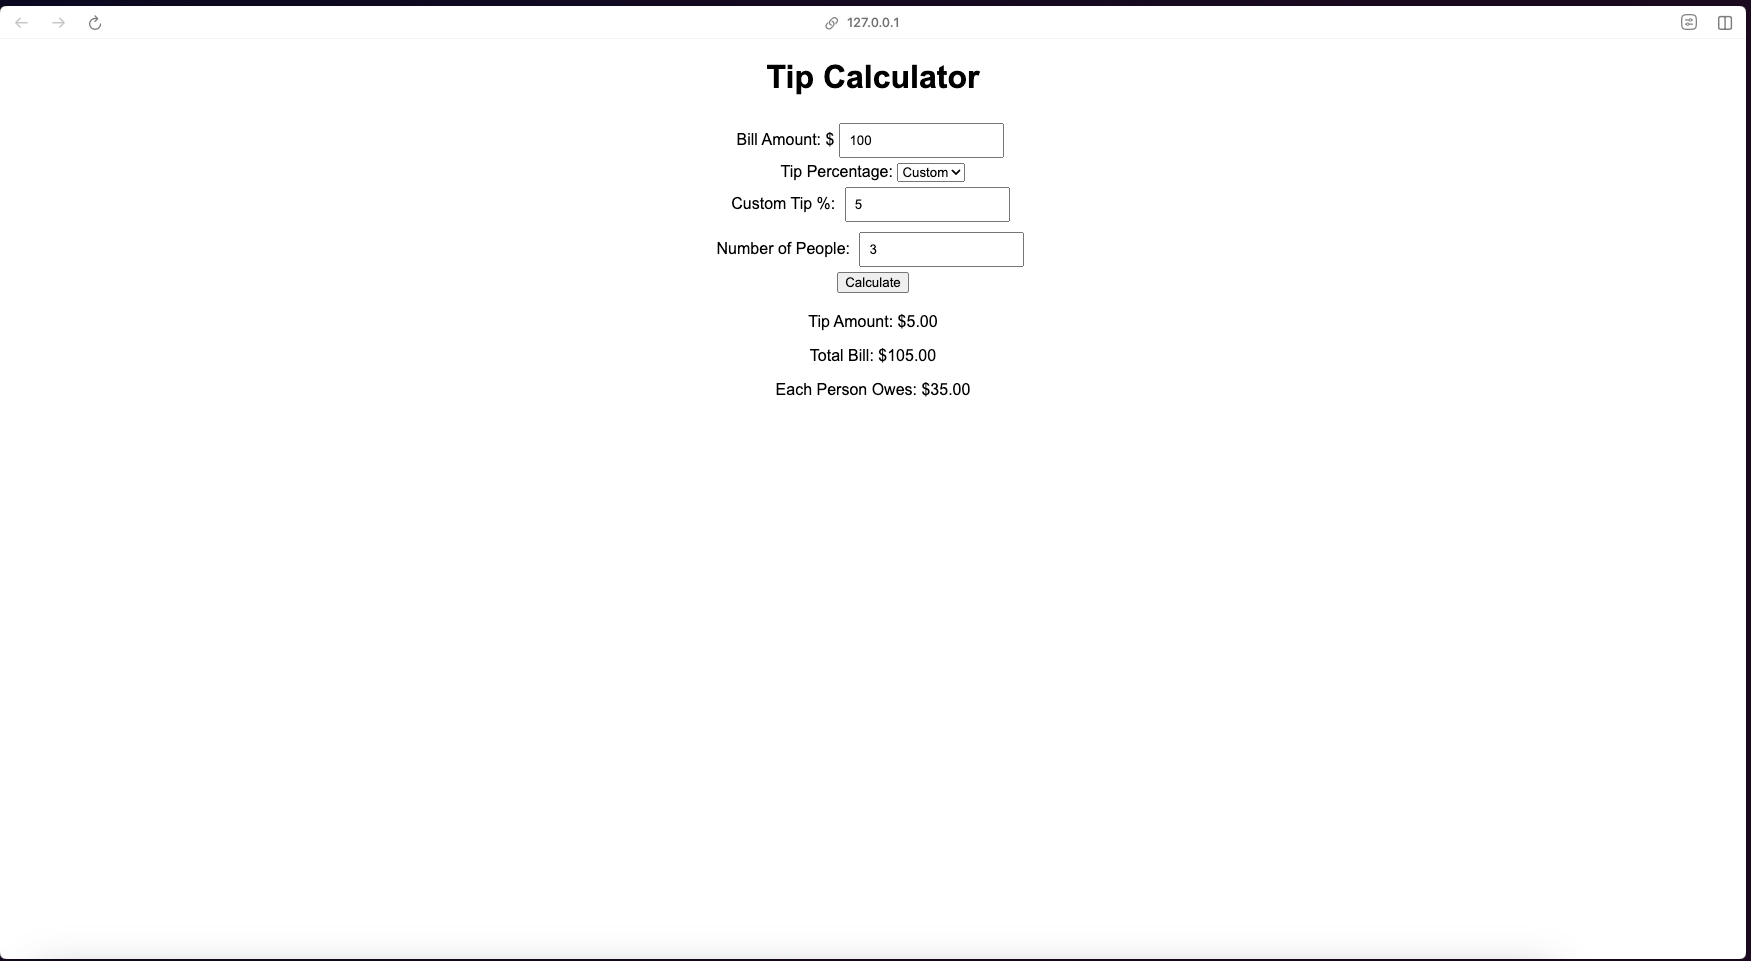 127.0.0.1
Tip Calculator
Bill Amount: $ 100
Tip Percentage: Custom
Custom Tip %: 5
Number of People: 3
Calculate
Tip Amount: $5.00
Total Bill: $105.00
Each Person Owes: $35.00